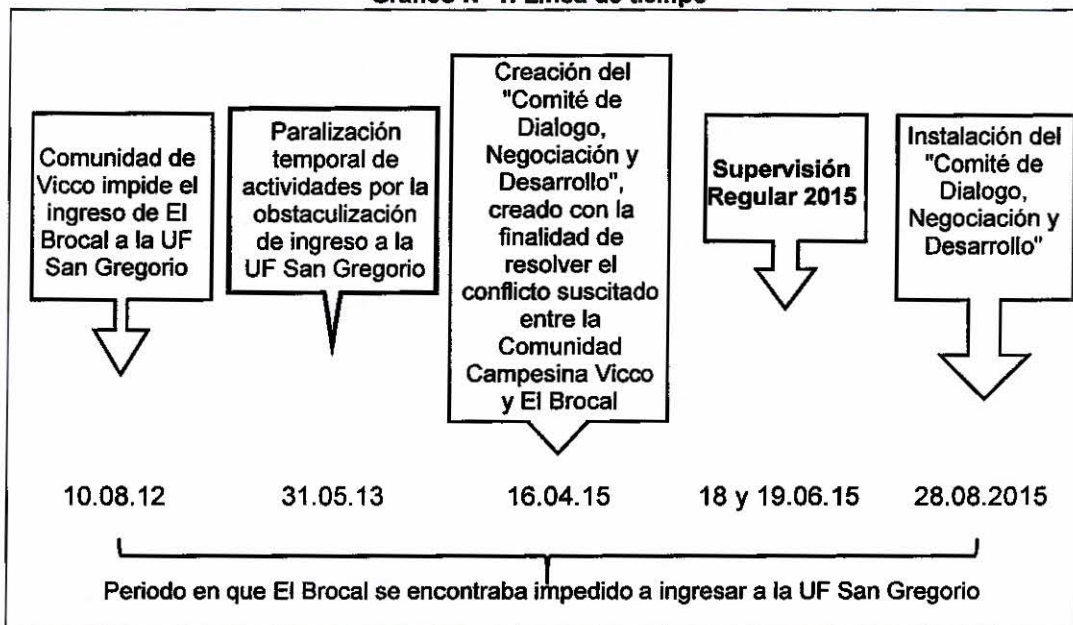 Comunidad de
Vicco impide el
ingreso de El
Brocal a la UF
San Gregorio
Paralización
temporal de
actividades por la
obstaculización
de ingreso a la
UF San Gregorio
Creación del
"Comité de
Dialogo,
Negociación y
Desarrollo",
creado con la
finalidad de
resolver el
conflicto suscitado
entre la
Comunidad
Campesina Vicco
y El Brocal
Supervisión
Regular 2015
Instalación del
"Comité de
Dialogo,
Negociación y
Desarrollo"
10.08.12 31.05.13 16.04.15 18 y 19.06.15 28.08.2015
Periodo en que El Brocal se encontraba impedido a ingresar a la UF San Gregorio